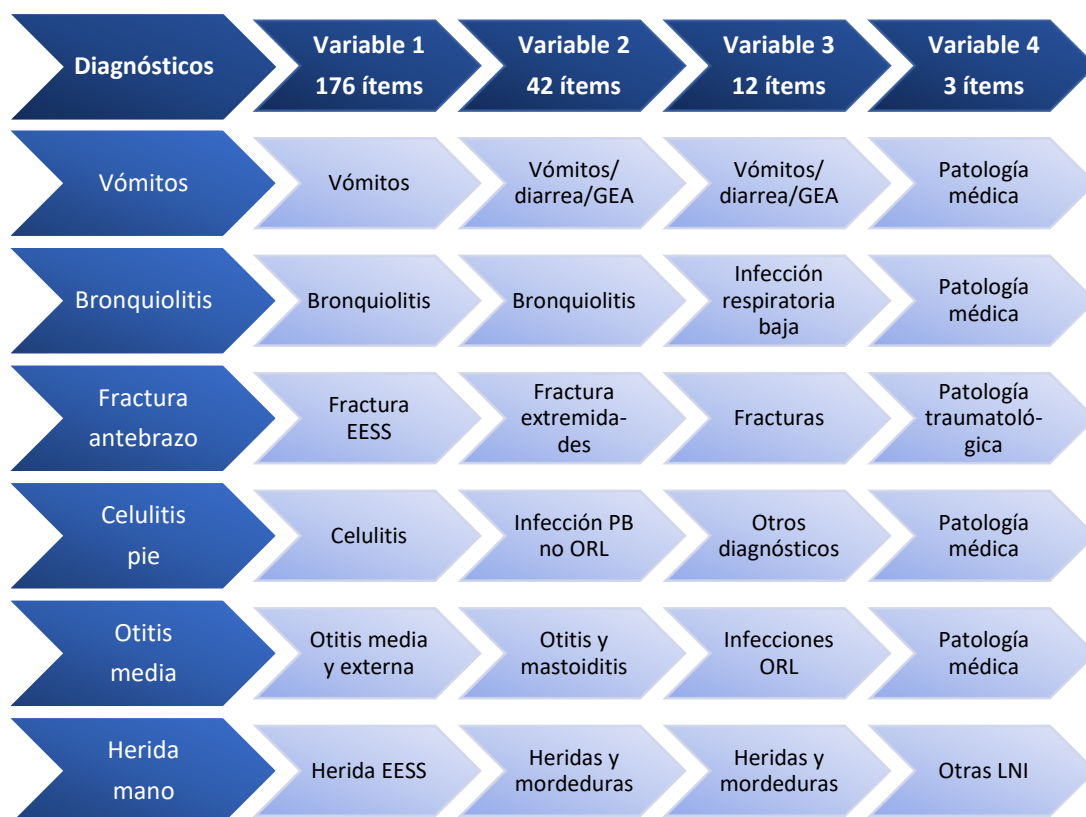 Diagnósticos
Variable 1
176 ítems
Variable 2
42 ítems
Variable 3
12 ítems
Variable 4
3 ítems
Vómitos
Vómitos
Vómitos/
diarrea/GEA
Vómitos/
diarrea/GEA
Patología
médica
Bronquiolitis
Bronquiolitis
Bronquiolitis
Infección
respiratoria
baja
Patología
médica
Fractura
antebrazo
Fractura
EESS
Fractura
extremida-
des
Fracturas
Patología
traumatoló-
gica
Celulitis
pie
Celulitis
Infección PB
no ORL
Otros
diagnósticos
Patología
médica
Otitis
media
Otitis media
y externa
Otitis y
mastoiditis
Infecciones
ORL
Patología
médica
Herida
mano
Herida EESS
Heridas y
mordeduras
Heridas y
mordeduras
Otras LNI